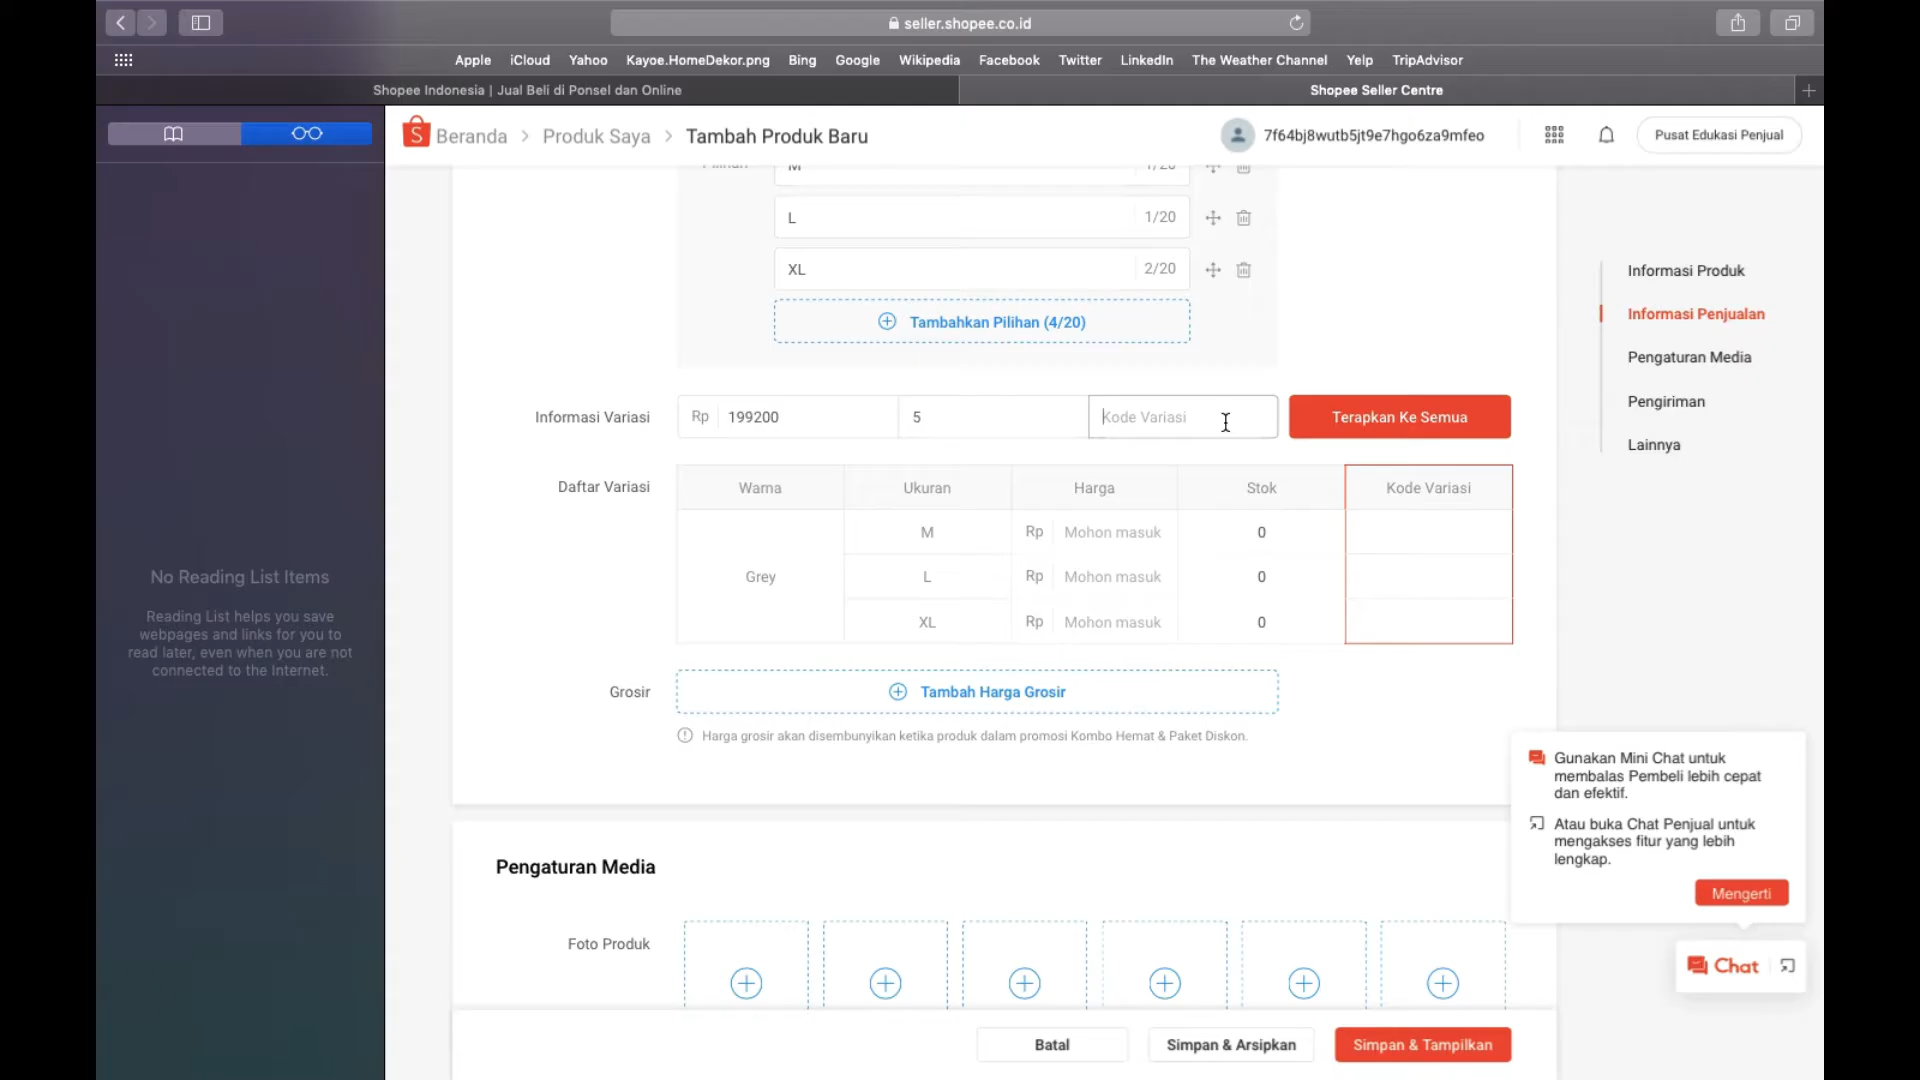 seller.shopee.co.id
Apple iCloud Yahoo Kayoe.HomeDekor.png Bing Google Wikipedia Facebook Twitter LinkedIn The Weather Channel Yelp TripAdvisor
Shopee Indonesia | Jual Beli di Ponsel dan Online
Shopee Seller Centre
Beranda > Produk Saya > Tambah Produk Baru
7f64bj8wutb5jt9e7hgo6za9mfeo
Pusat Edukasi Penjual
Pilihan
M 1/20
L 1/20
XL 2/20
Tambahkan Pilihan (4/20)
Informasi Variasi Rp 199200 5 Kode Variasi Terapkan Ke Semua
Daftar Variasi Warna Ukuran Harga Stok Kode Variasi
M Rp Mohon masuk 0
Grey L Rp Mohon masuk 0
XL Rp Mohon masuk 0
Grosir Tambah Harga Grosir
Harga grosir akan disembunyikan ketika produk dalam promosi Kombo Hemat & Paket Diskon.
Pengaturan Media
Foto Produk
Batal Simpan & Arsipkan Simpan & Tampilkan
Informasi Produk
Informasi Penjualan
Pengaturan Media
Pengiriman
Lainnya
Gunakan Mini Chat untuk
membalas Pembeli lebih cepat
dan efektif.
Atau buka Chat Penjual untuk
mengakses fitur yang lebih
lengkap.
Mengerti
Chat
No Reading List Items
Reading List helps you save
webpages and links for you to
read later, even when you are not
connected to the Internet.